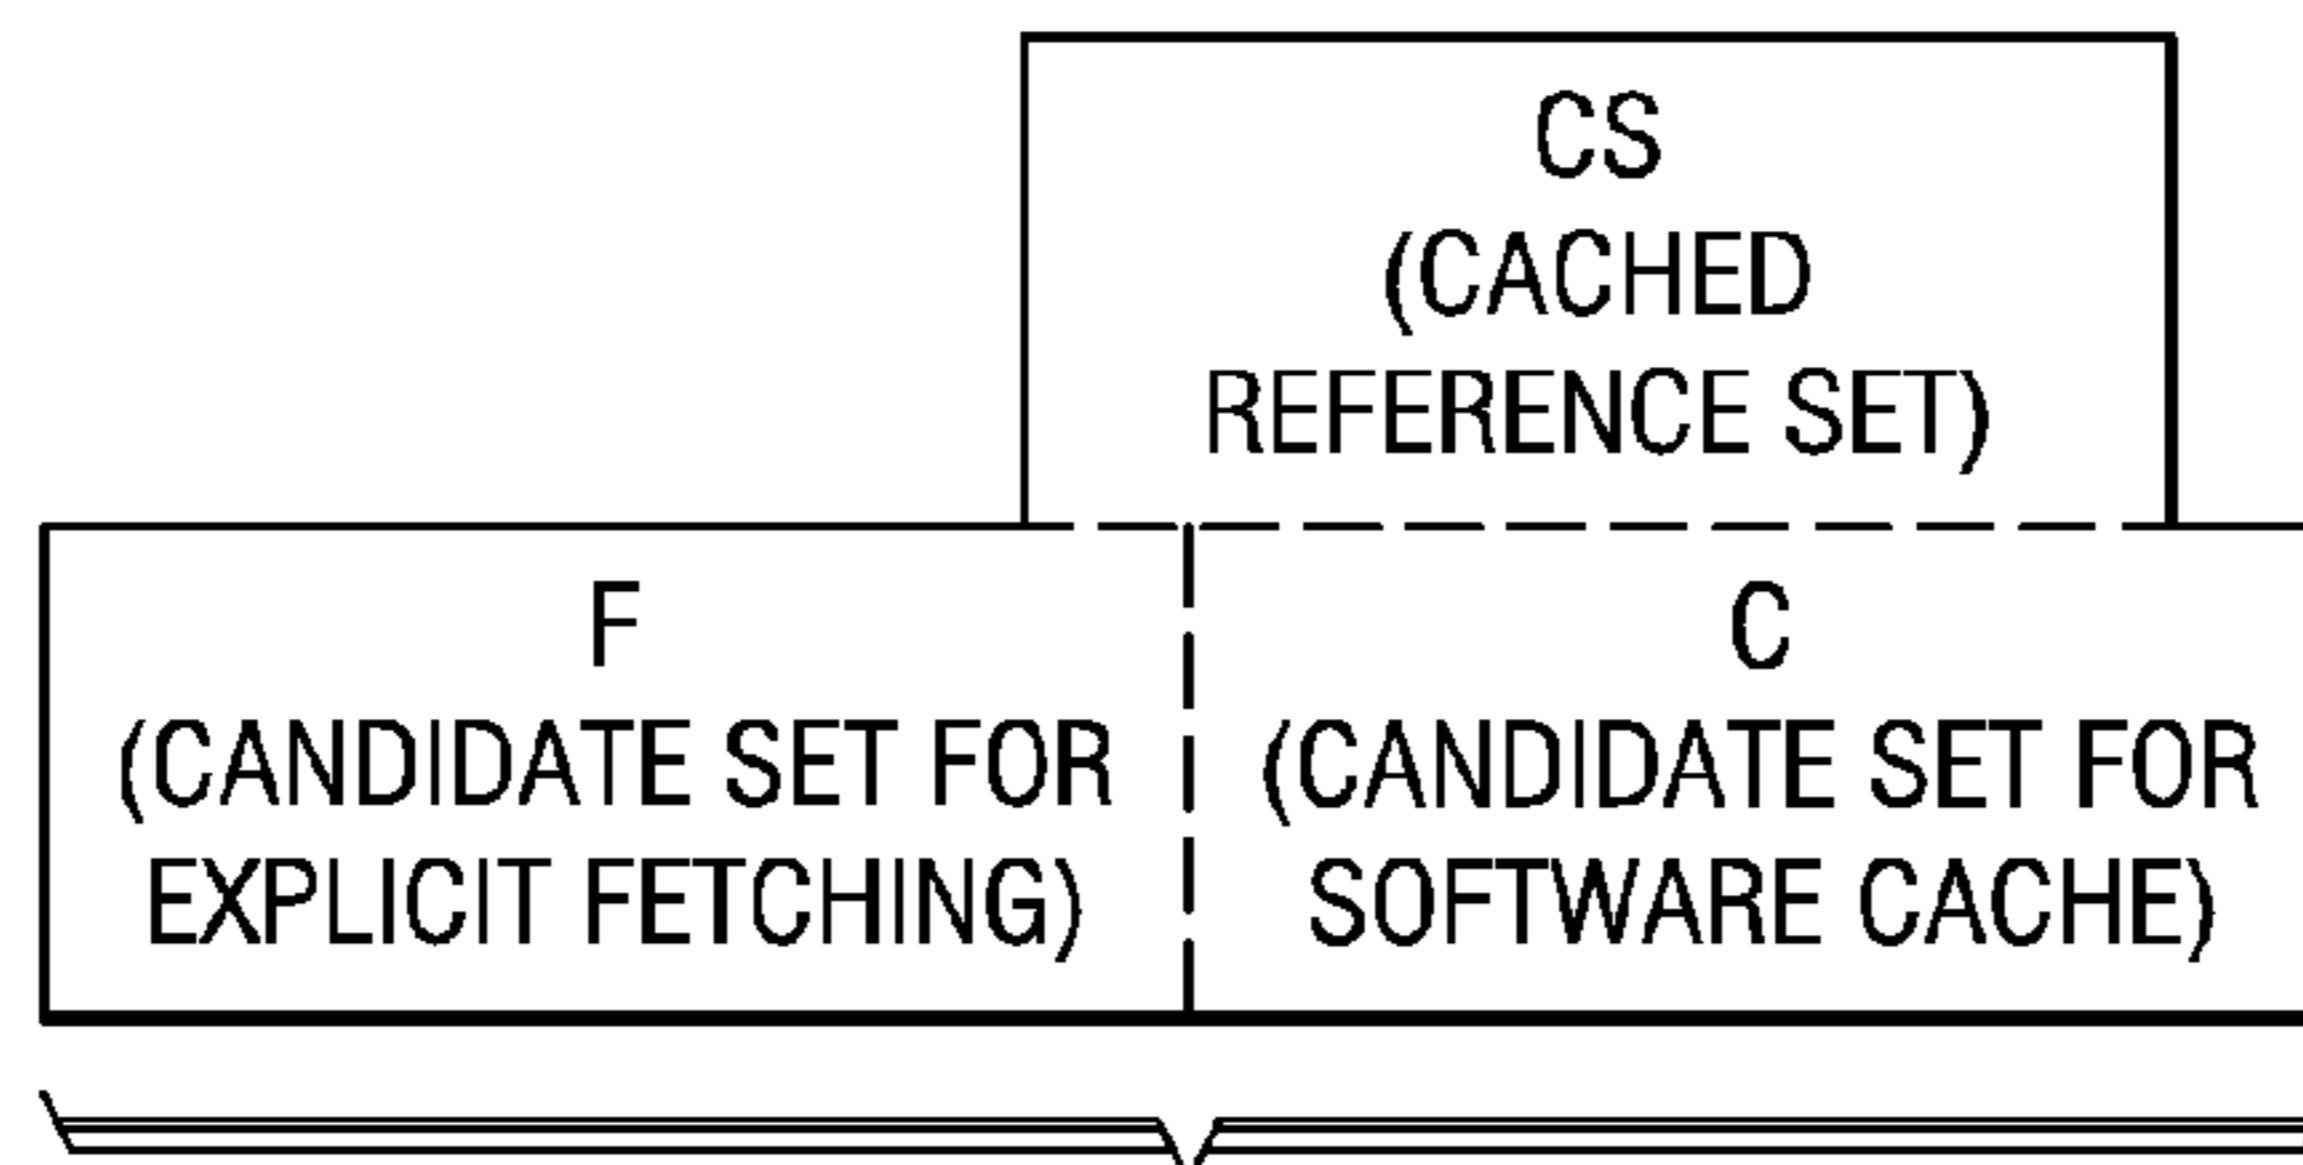 CS
(CACHED
REFERENCE SET)
F
(CANDIDATE SET FOR
EXPLICIT FETCHING)
C
(CANDIDATE SET FOR
SOFTWARE CACHE)